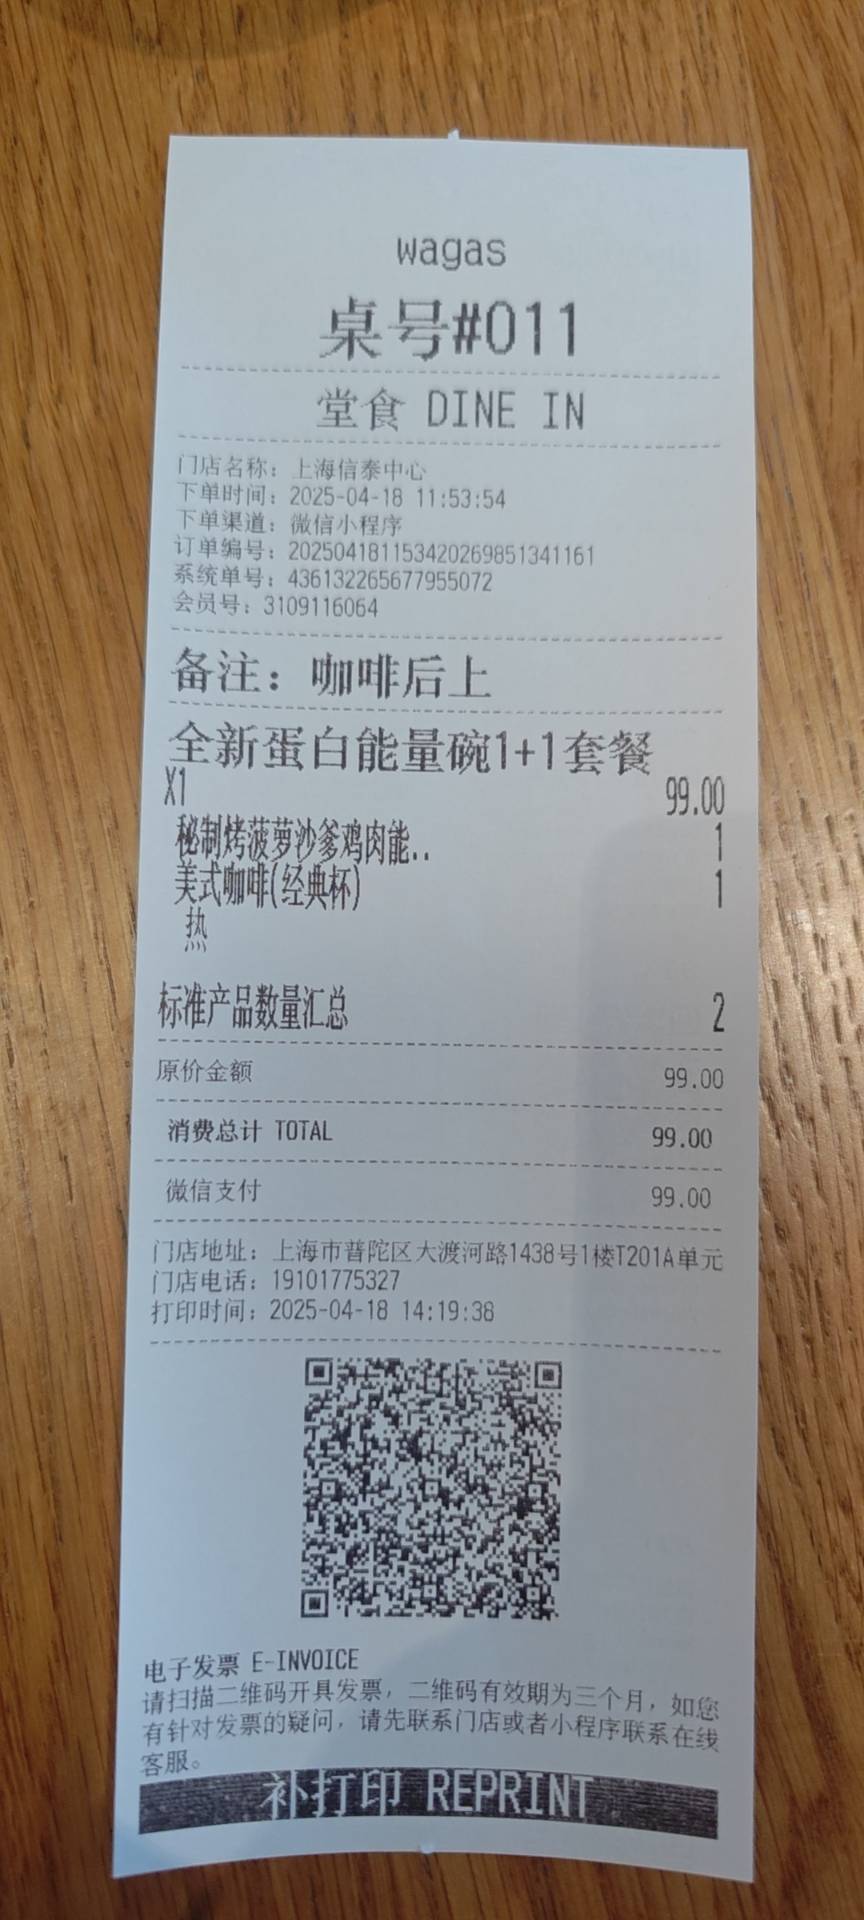 wagas
桌号#011
堂食 DINE IN
门店名称：上海信泰中心
下单时间：2025-04-18 11:53:54
下单渠道：微信小程序
订单编号：2025041811534202698513​41161
系统单号：436132265677955072
会员号：3109116064
备注：咖啡后上
全新蛋白能量碗1+1套餐
X1 99.00
秘制烤菠萝沙爹鸡肉能.. 1
美式咖啡(经典杯) 1
热
标准产品数量汇总 2
原价金额 99.00
消费总计 TOTAL 99.00
微信支付 99.00
门店地址：上海市普陀区大渡河路1438号1楼T201A单元
门店电话：19101775327
打印时间：2025-04-18 14:19:38
电子发票 E-INVOICE
请扫描二维码开具发票，二维码有效期为三个月，如您
有针对发票的疑问，请先联系门店或者小程序联系在线
客服。
补打印 REPRINT